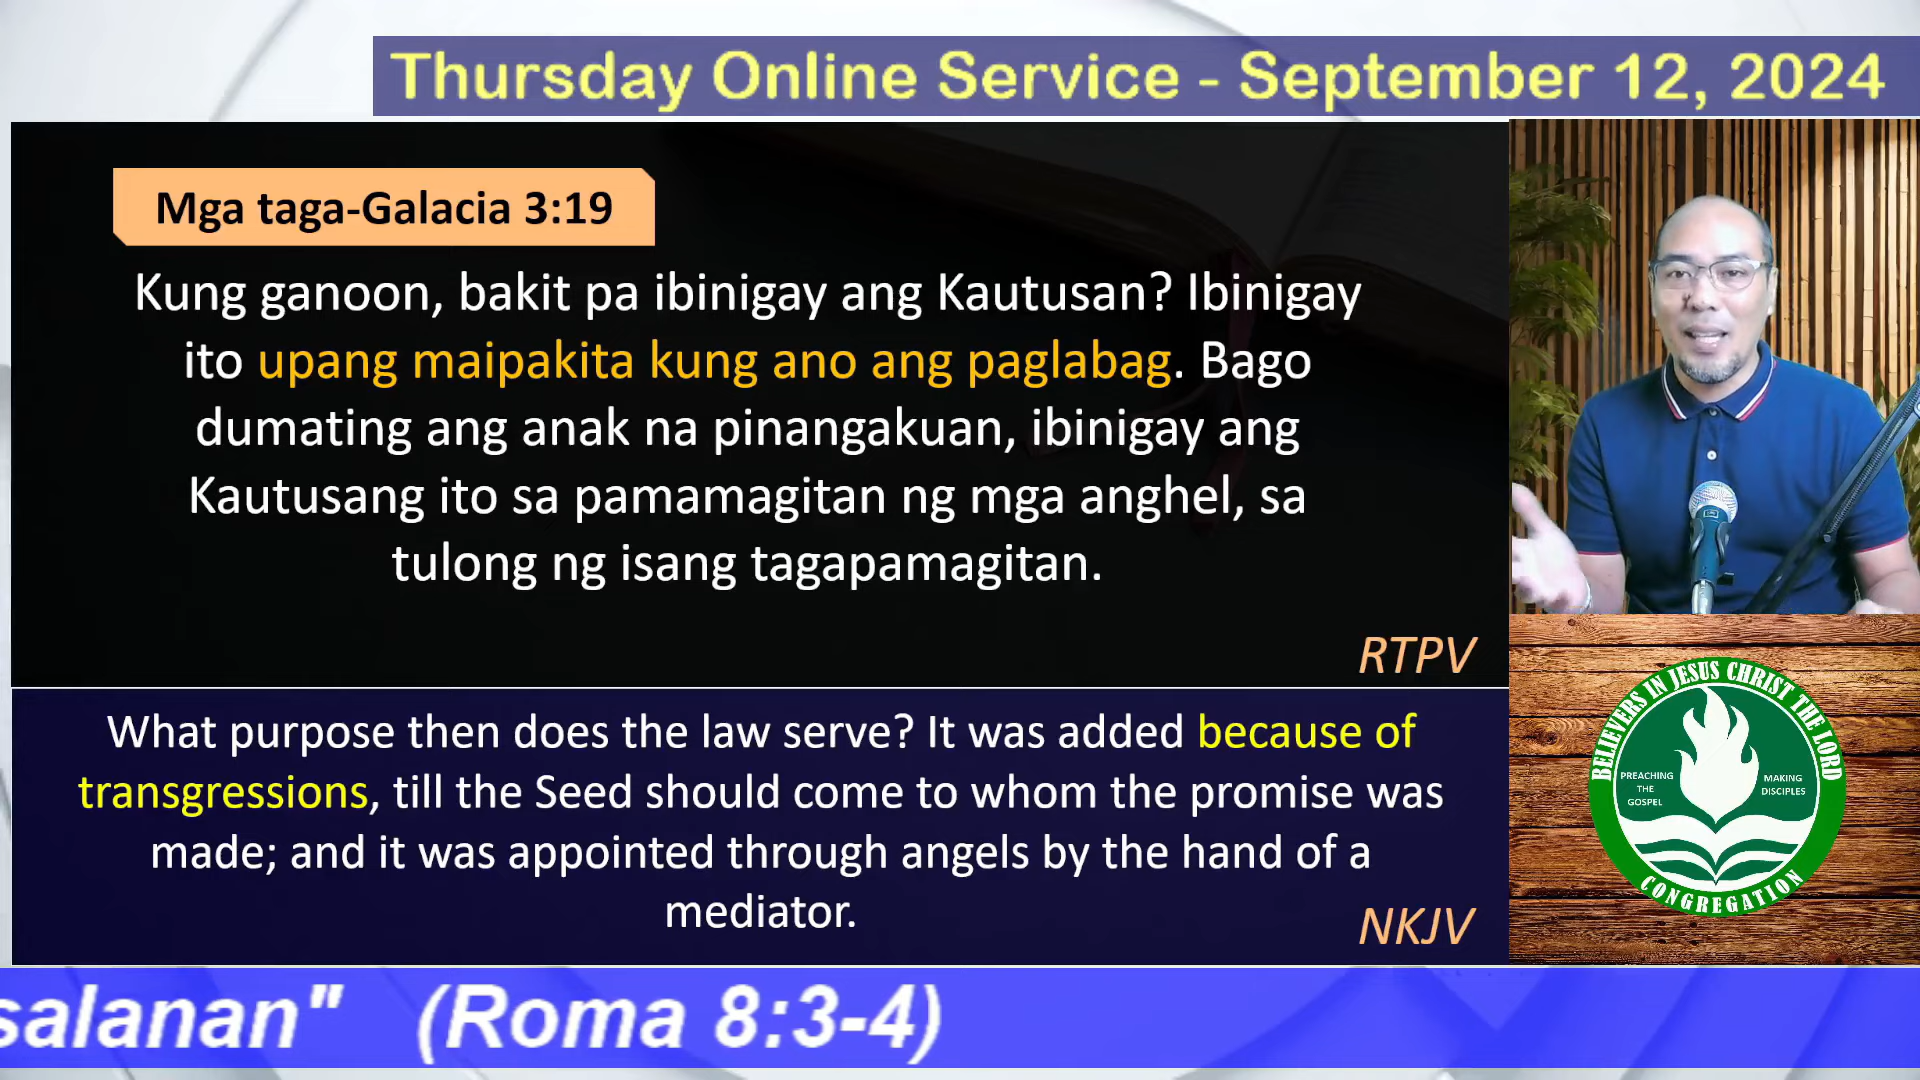 Thursday Online Service - September 12, 2024
Mga taga-Galacia 3:19
Kung ganoon, bakit pa ibinigay ang Kautusan? Ibinigay
ito upang maipakita kung ano ang paglabag. Bago
dumating ang anak na pinangakuan, ibinigay ang
Kautusang ito sa pamamagitan ng mga anghel, sa
tulong ng isang tagapamagitan.
RTPV
What purpose then does the law serve? It was added because of
transgressions, till the Seed should come to whom the promise was
made; and it was appointed through angels by the hand of a
mediator.
NKJV
BELIEVERS IN JESUS CHRIST THE LORD
PREACHING
THE
GOSPEL
MAKING
DISCIPLES
CONGREGATION
salanan" (Roma 8:3-4)